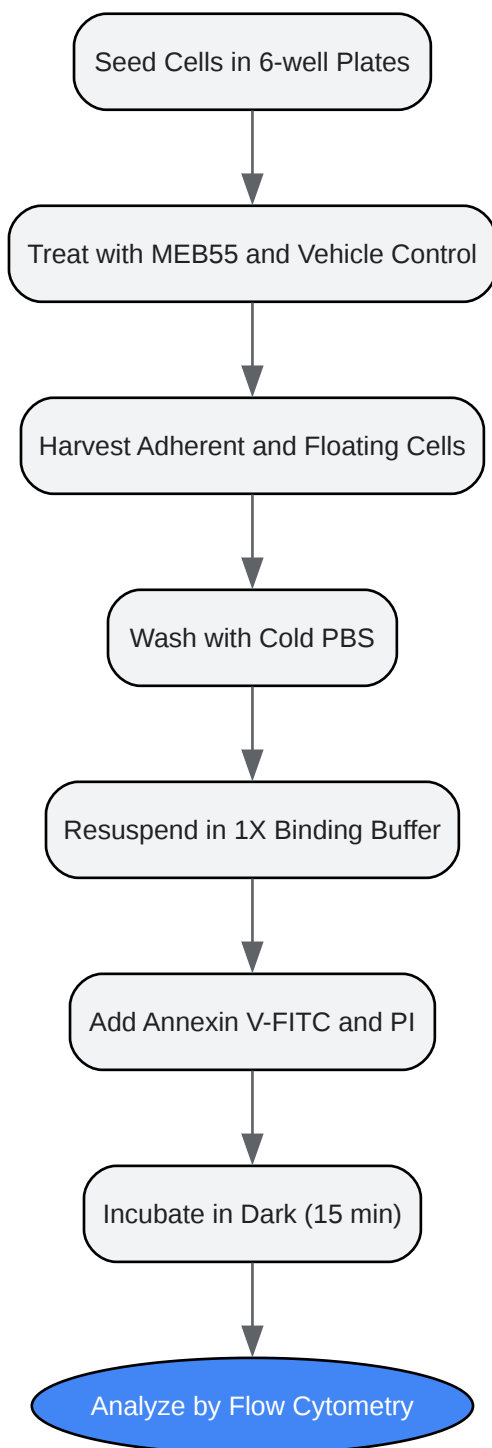 Seed Cells in 6-well Plates
Treat with MEB55 and Vehicle Control
Harvest Adherent and Floating Cells
Wash with Cold PBS
Resuspend in 1X Binding Buffer
Add Annexin V-FITC and PI
Incubate in Dark (15 min)
Analyze by Flow Cytometry